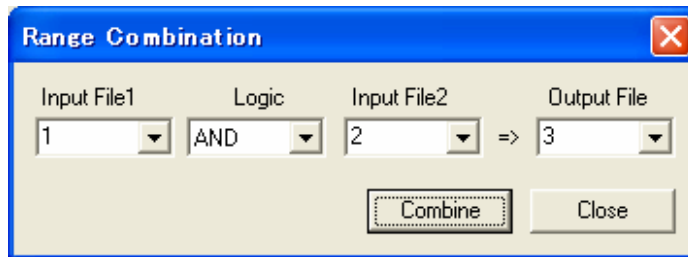 Range Combination
Input File1 Logic Input File2 Output File
1 AND 2 => 3
Combine Close